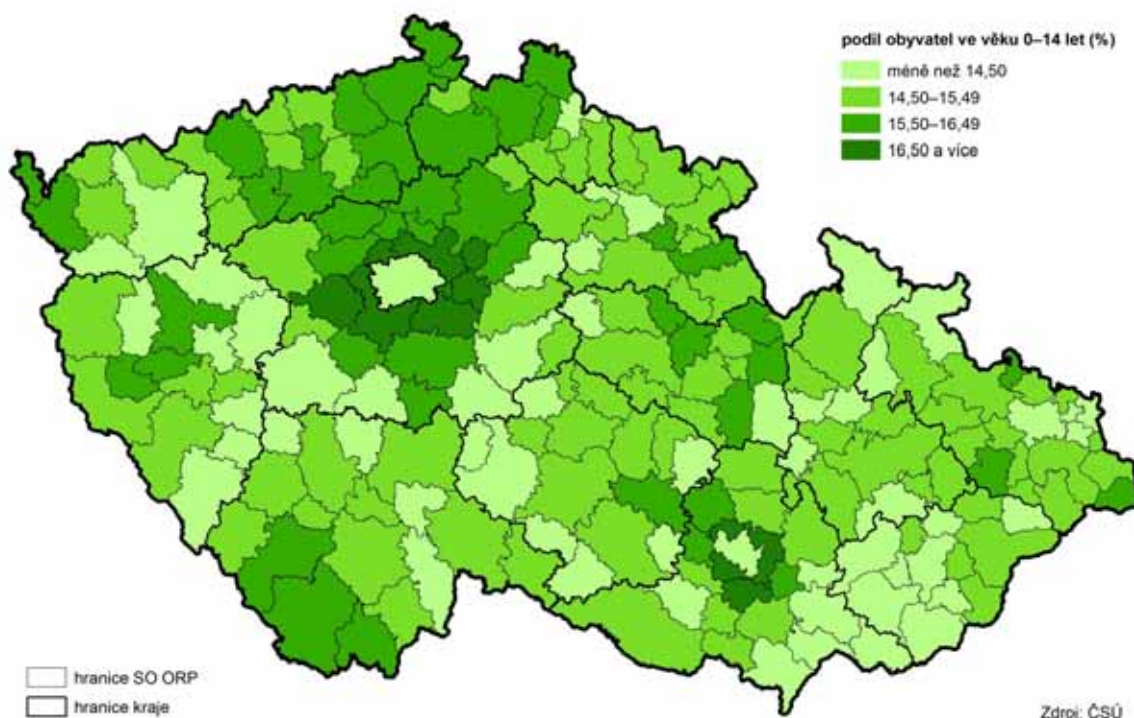 podíl obyvatel ve věku 0–14 let (%)
méně než 14,50
14,50–15,49
15,50–16,49
16,50 a více
hranice SO ORP
hranice kraje
Zdroj: ČSÚ